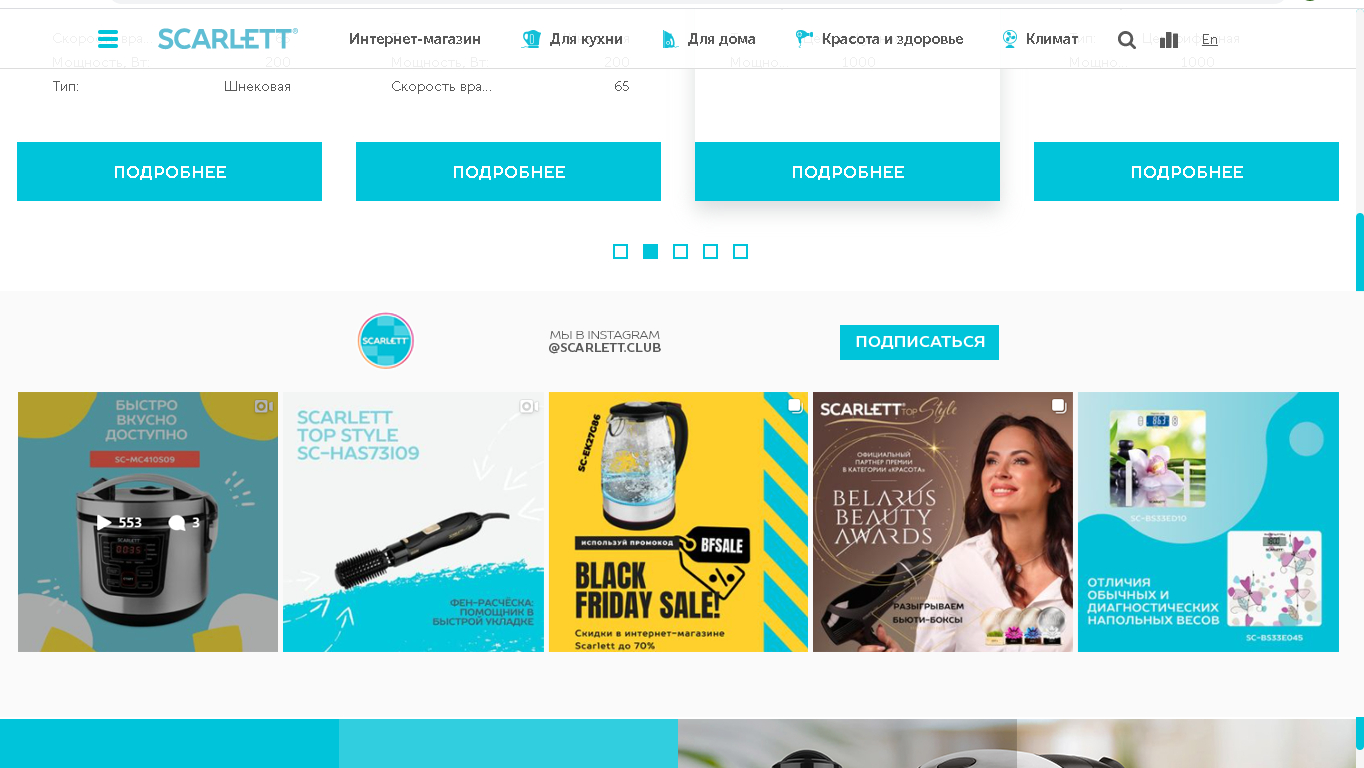 SCARLETT®
Интернет-магазин
Для кухни
Для дома
Красота и здоровье
Климат
En
Мощность, Вт: 200
Мощность, Вт: 200
Мощно... 1000
Мощно... 1000
Тип: Шнековая
Скорость вра... 65
ПОДРОБНЕЕ
ПОДРОБНЕЕ
ПОДРОБНЕЕ
ПОДРОБНЕЕ
SCARLETT
МЫ В INSTAGRAM
@SCARLETT.CLUB
ПОДПИСАТЬСЯ
БЫСТРО
ВКУСНО
ДОСТУПНО
SC-MC410S09
SCARLETT
0035
553 3
SCARLETT
TOP STYLE
SC-HAS73I09
ФЕН-РАСЧЁСКА:
ПОМОЩНИК В
БЫСТРОЙ УКЛАДКЕ
SC-EK27G86
ИСПОЛЬЗУЙ ПРОМОКОД
BFSALE
BLACK
FRIDAY SALE!
Скидки в интернет-магазине
Scarlett до 70%
SCARLETT TOP Style
ОФИЦИАЛЬНЫЙ
ПАРТНЕР ПРЕМИИ
В КАТЕГОРИИ «КРАСОТА»
BELARUS
BEAUTY
AWARDS
РАЗЫГРЫВАЕМ
БЬЮТИ-БОКСЫ
SC-BS33ED10
SCARLETT
ОТЛИЧИЯ
ОБЫЧНЫХ И
ДИАГНОСТИЧЕСКИХ
НАПОЛЬНЫХ ВЕСОВ
SC-BS33E045